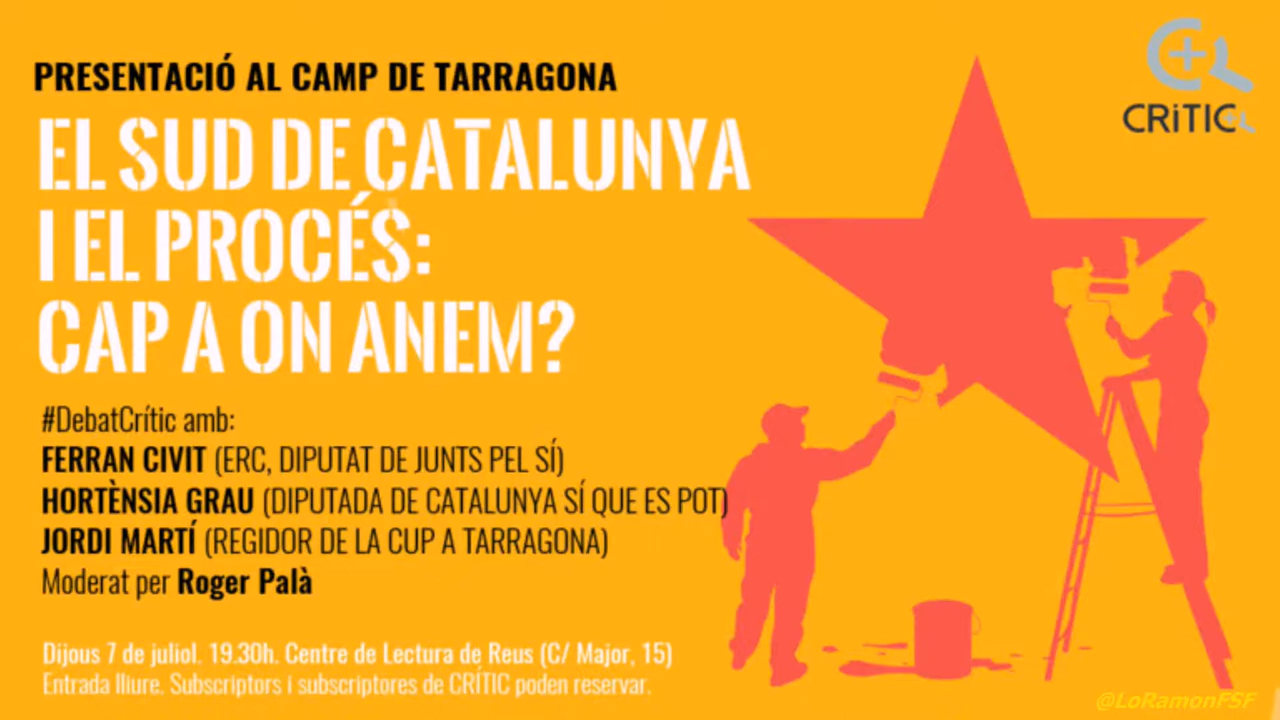 PRESENTACIÓ AL CAMP DE TARRAGONA
EL SUD DE CATALUNYA
I EL PROCÉS:
CAP A ON ANEM?
#DebatCrític amb:
FERRAN CIVIT (ERC, DIPUTAT DE JUNTS PEL SÍ)
HORTÈNSIA GRAU (DIPUTADA DE CATALUNYA SÍ QUE ES POT)
JORDI MARTÍ (REGIDOR DE LA CUP A TARRAGONA)
Moderat per Roger Palà
Dijous 7 de juliol. 19.30h. Centre de Lectura de Reus (C/ Major, 15)
Entrada lliure. Subscriptors i subscriptores de CRÍTIC poden reservar.
CRíTIC
@LoRamonFSF